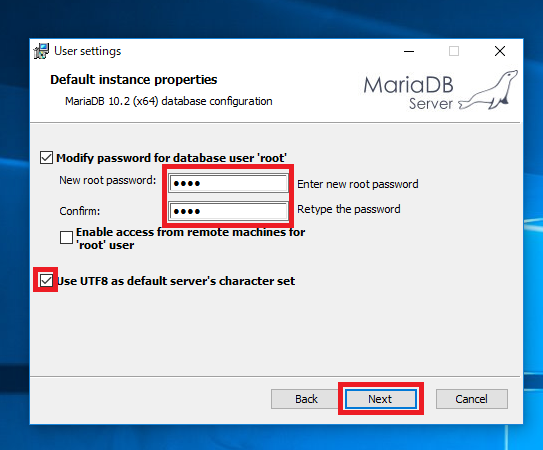 User settings
Default instance properties
MariaDB 10.2 (x64) database configuration
MariaDB
Server
Modify password for database user 'root'
New root password: •••• Enter new root password
Confirm: •••• Retype the password
Enable access from remote machines for
'root' user
Use UTF8 as default server's character set
Back Next Cancel